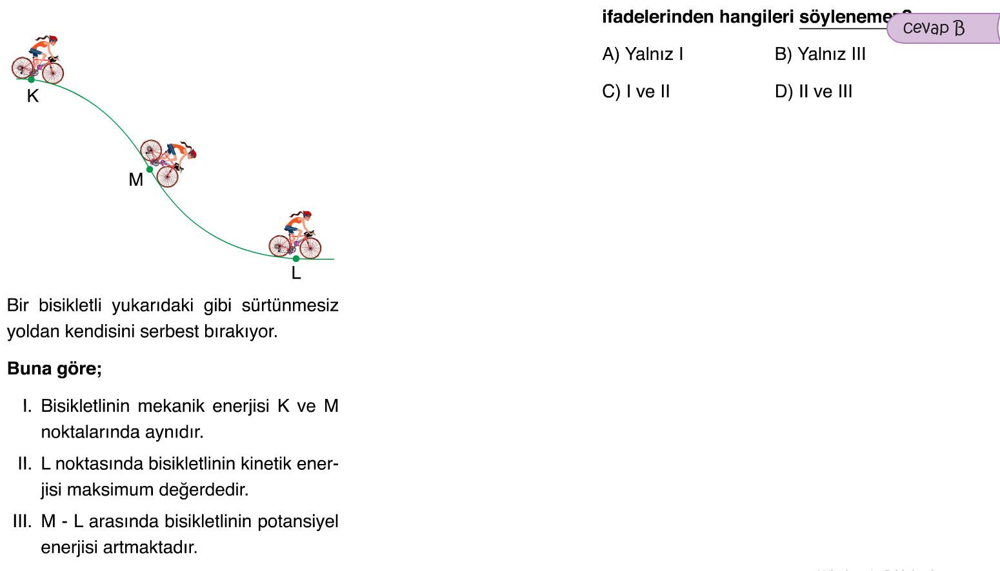 K
M
L
Bir bisikletli yukarıdaki gibi sürtünmesiz
yoldan kendisini serbest bırakıyor.
Buna göre;
I. Bisikletlinin mekanik enerjisi K ve M
noktalarında aynıdır.
II. L noktasında bisikletlinin kinetik ener-
jisi maksimum değerdedir.
III. M - L arasında bisikletlinin potansiyel
enerjisi artmaktadır.
ifadelerinden hangileri söylenemez?
Cevap B
A) Yalnız I B) Yalnız III
C) I ve II D) II ve III